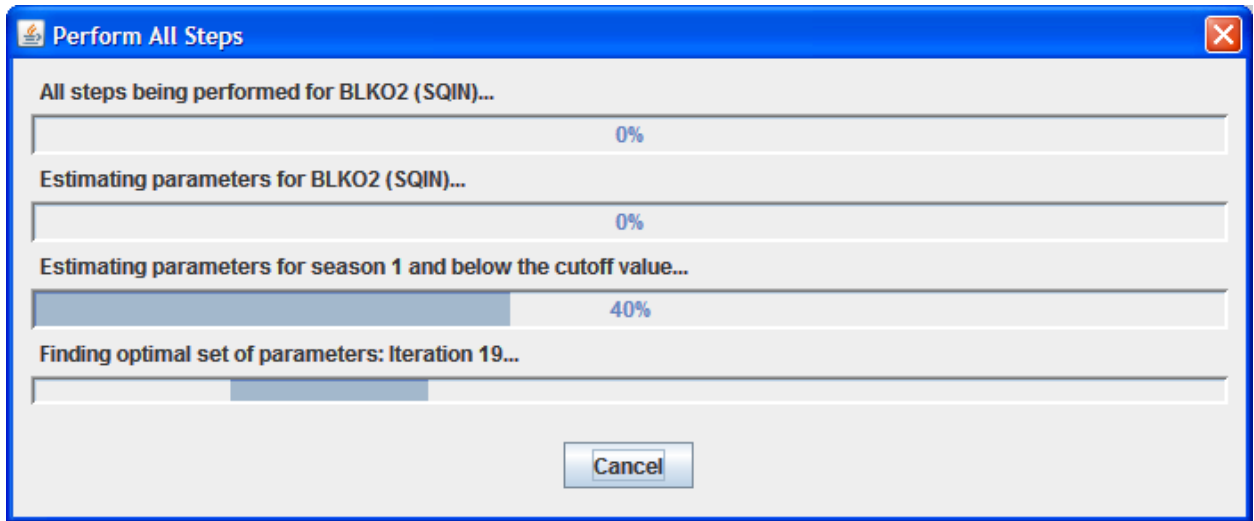 Perform All Steps
All steps being performed for BLKO2 (SQIN)...
0%
Estimating parameters for BLKO2 (SQIN)...
0%
Estimating parameters for season 1 and below the cutoff value...
40%
Finding optimal set of parameters: Iteration 19...
Cancel